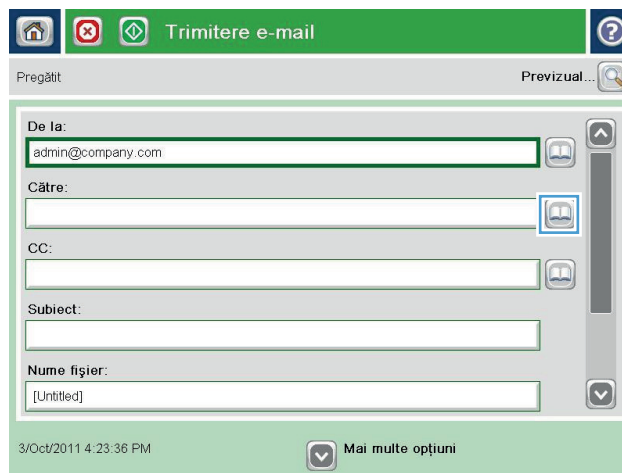 Trimitere e-mail
?
Pregătit
Previzual...
De la:
admin@company.com
Către:
CC:
Subiect:
Nume fişier:
[Untitled]
3/Oct/2011 4:23:36 PM
Mai multe opţiuni